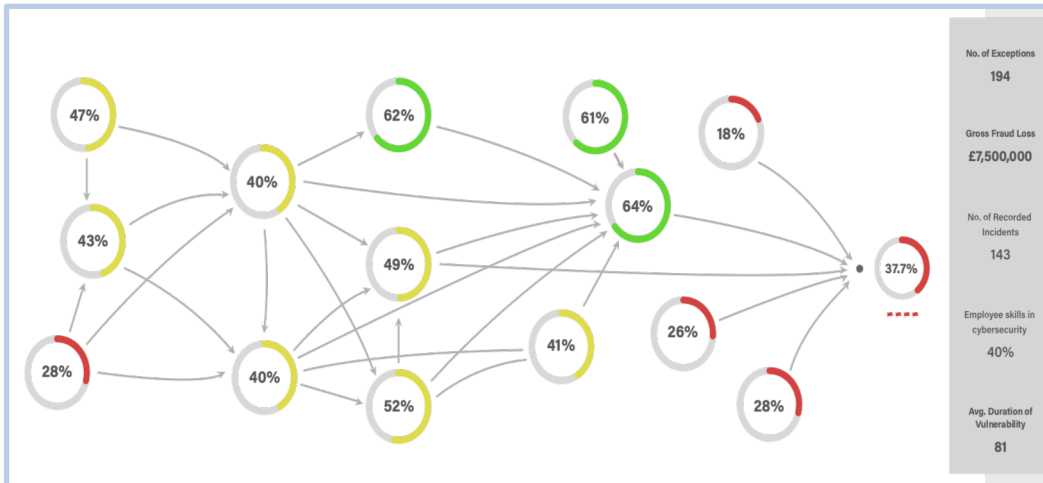 47%
62%
61%
18%
40%
64%
43%
49%
37.7%
26%
41%
28%
40%
52%
28%
No. of Exceptions
194
Gross Fraud Loss
£7,500,000
No. of Recorded
Incidents
143
Employee skills in
cybersecurity
40%
Avg. Duration of
Vulnerability
81